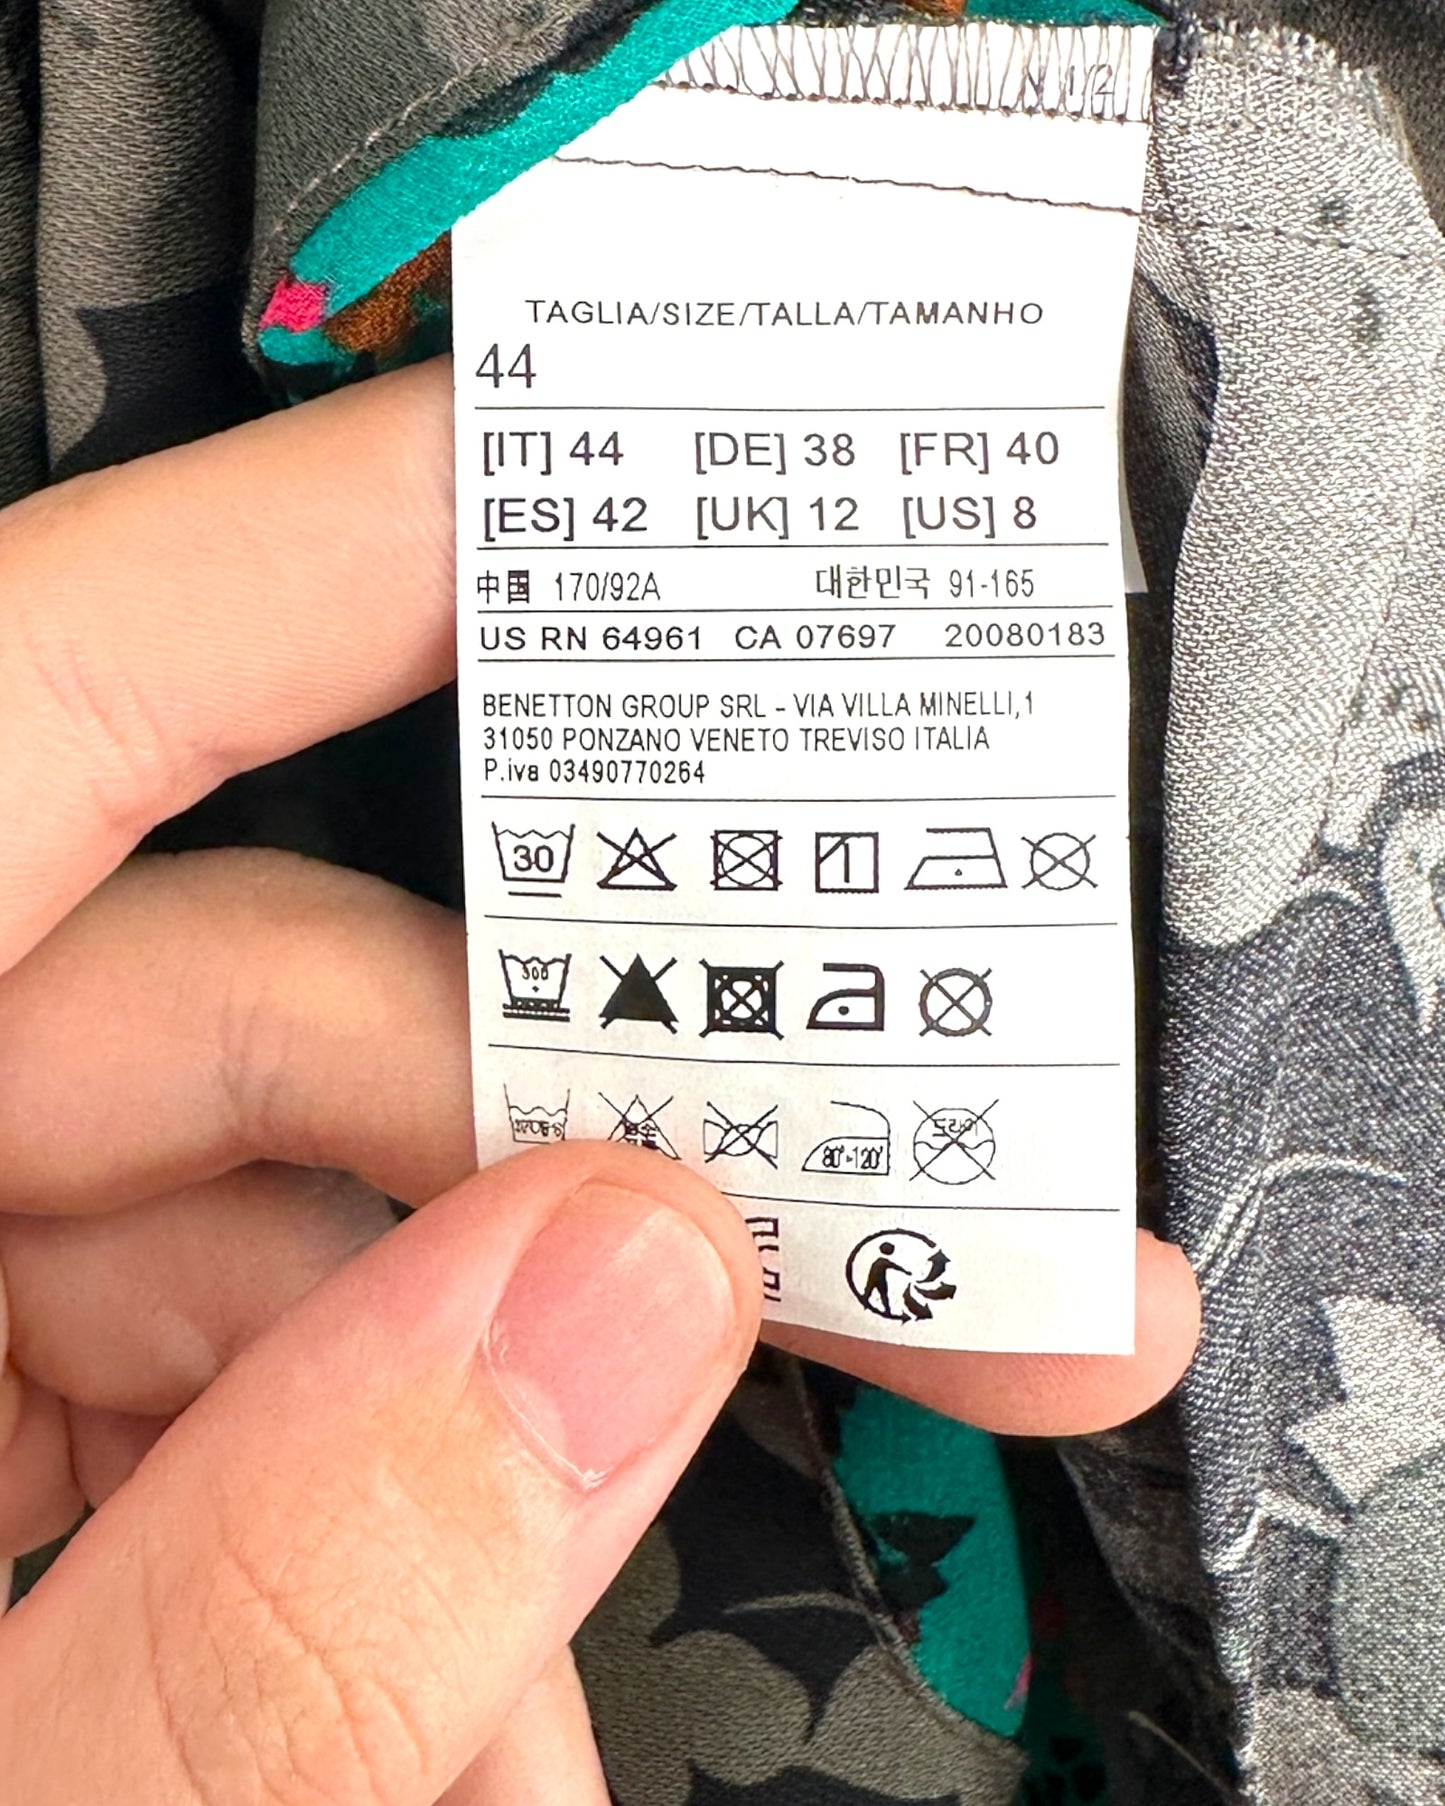 N 1/2
TAGLIA/SIZE/TALLA/TAMANHO
44
[IT] 44 [DE] 38 [FR] 40
[ES] 42 [UK] 12 [US] 8
中国 170/92A 대한민국 91-165
US RN 64961 CA 07697 20080183
BENETTON GROUP SRL - VIA VILLA MINELLI,1
31050 PONZANO VENETO TREVISO ITALIA
P.iva 03490770264
30
1
80°-120°